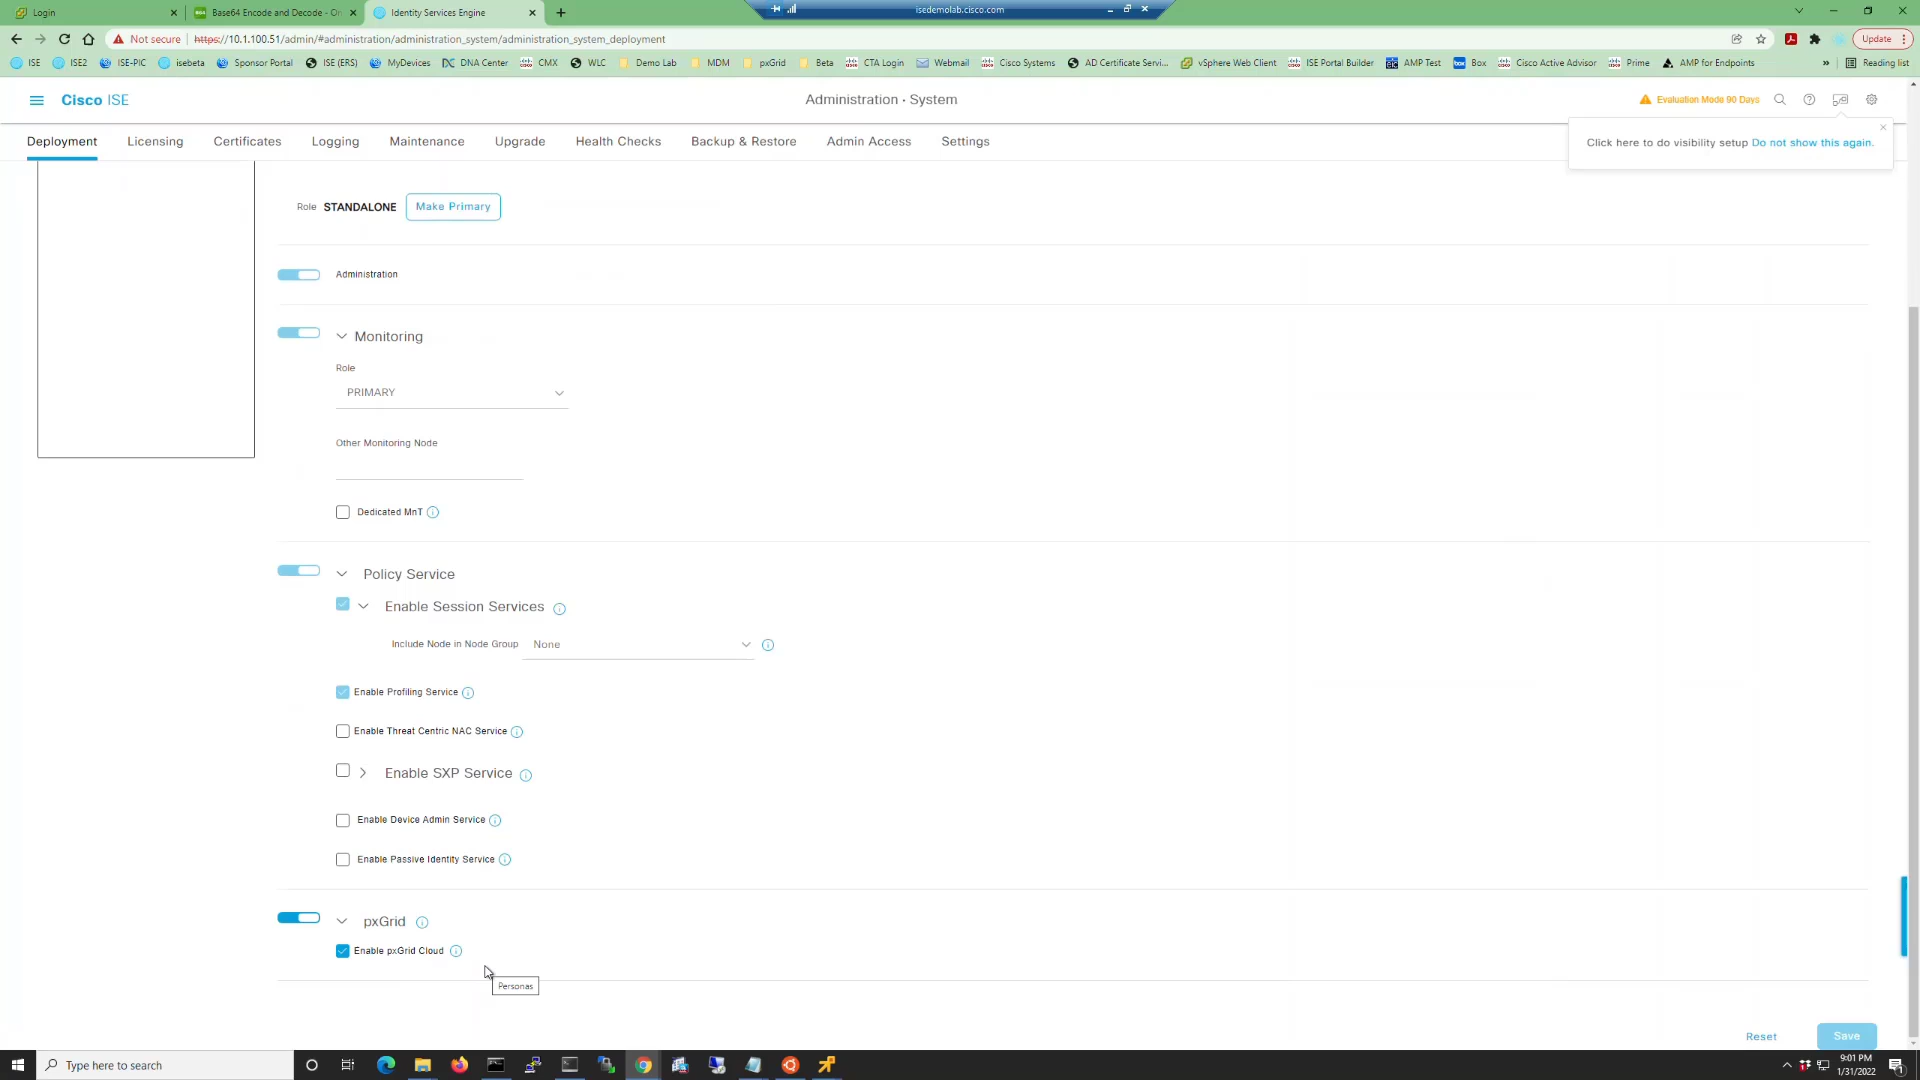 Login
Base64 Encode and Decode - On
Identity Services Engine
isedemolab.cisco.com
Not secure https://10.1.100.51/admin/#administration/administration_system/administration_system_deployment
Update
ISE ISE2 ISE-PIC isebeta Sponsor Portal ISE (ERS) MyDevices DNA Center CMX WLC Demo Lab MDM pxGrid Beta CTA Login Webmail Cisco Systems AD Certificate Servi... vSphere Web Client ISE Portal Builder AMP Test Box Cisco Active Advisor Prime AMP for Endpoints » Reading list
Cisco ISE
Administration · System
Evaluation Mode 90 Days
Deployment Licensing Certificates Logging Maintenance Upgrade Health Checks Backup & Restore Admin Access Settings
Click here to do visibility setup Do not show this again.
Role STANDALONE Make Primary
Administration
Monitoring
Role
PRIMARY
Other Monitoring Node
Dedicated MnT
Policy Service
Enable Session Services
Include Node in Node Group None
Enable Profiling Service
Enable Threat Centric NAC Service
Enable SXP Service
Enable Device Admin Service
Enable Passive Identity Service
pxGrid
Enable pxGrid Cloud
Personas
Reset Save
Type here to search
9:01 PM
1/31/2022